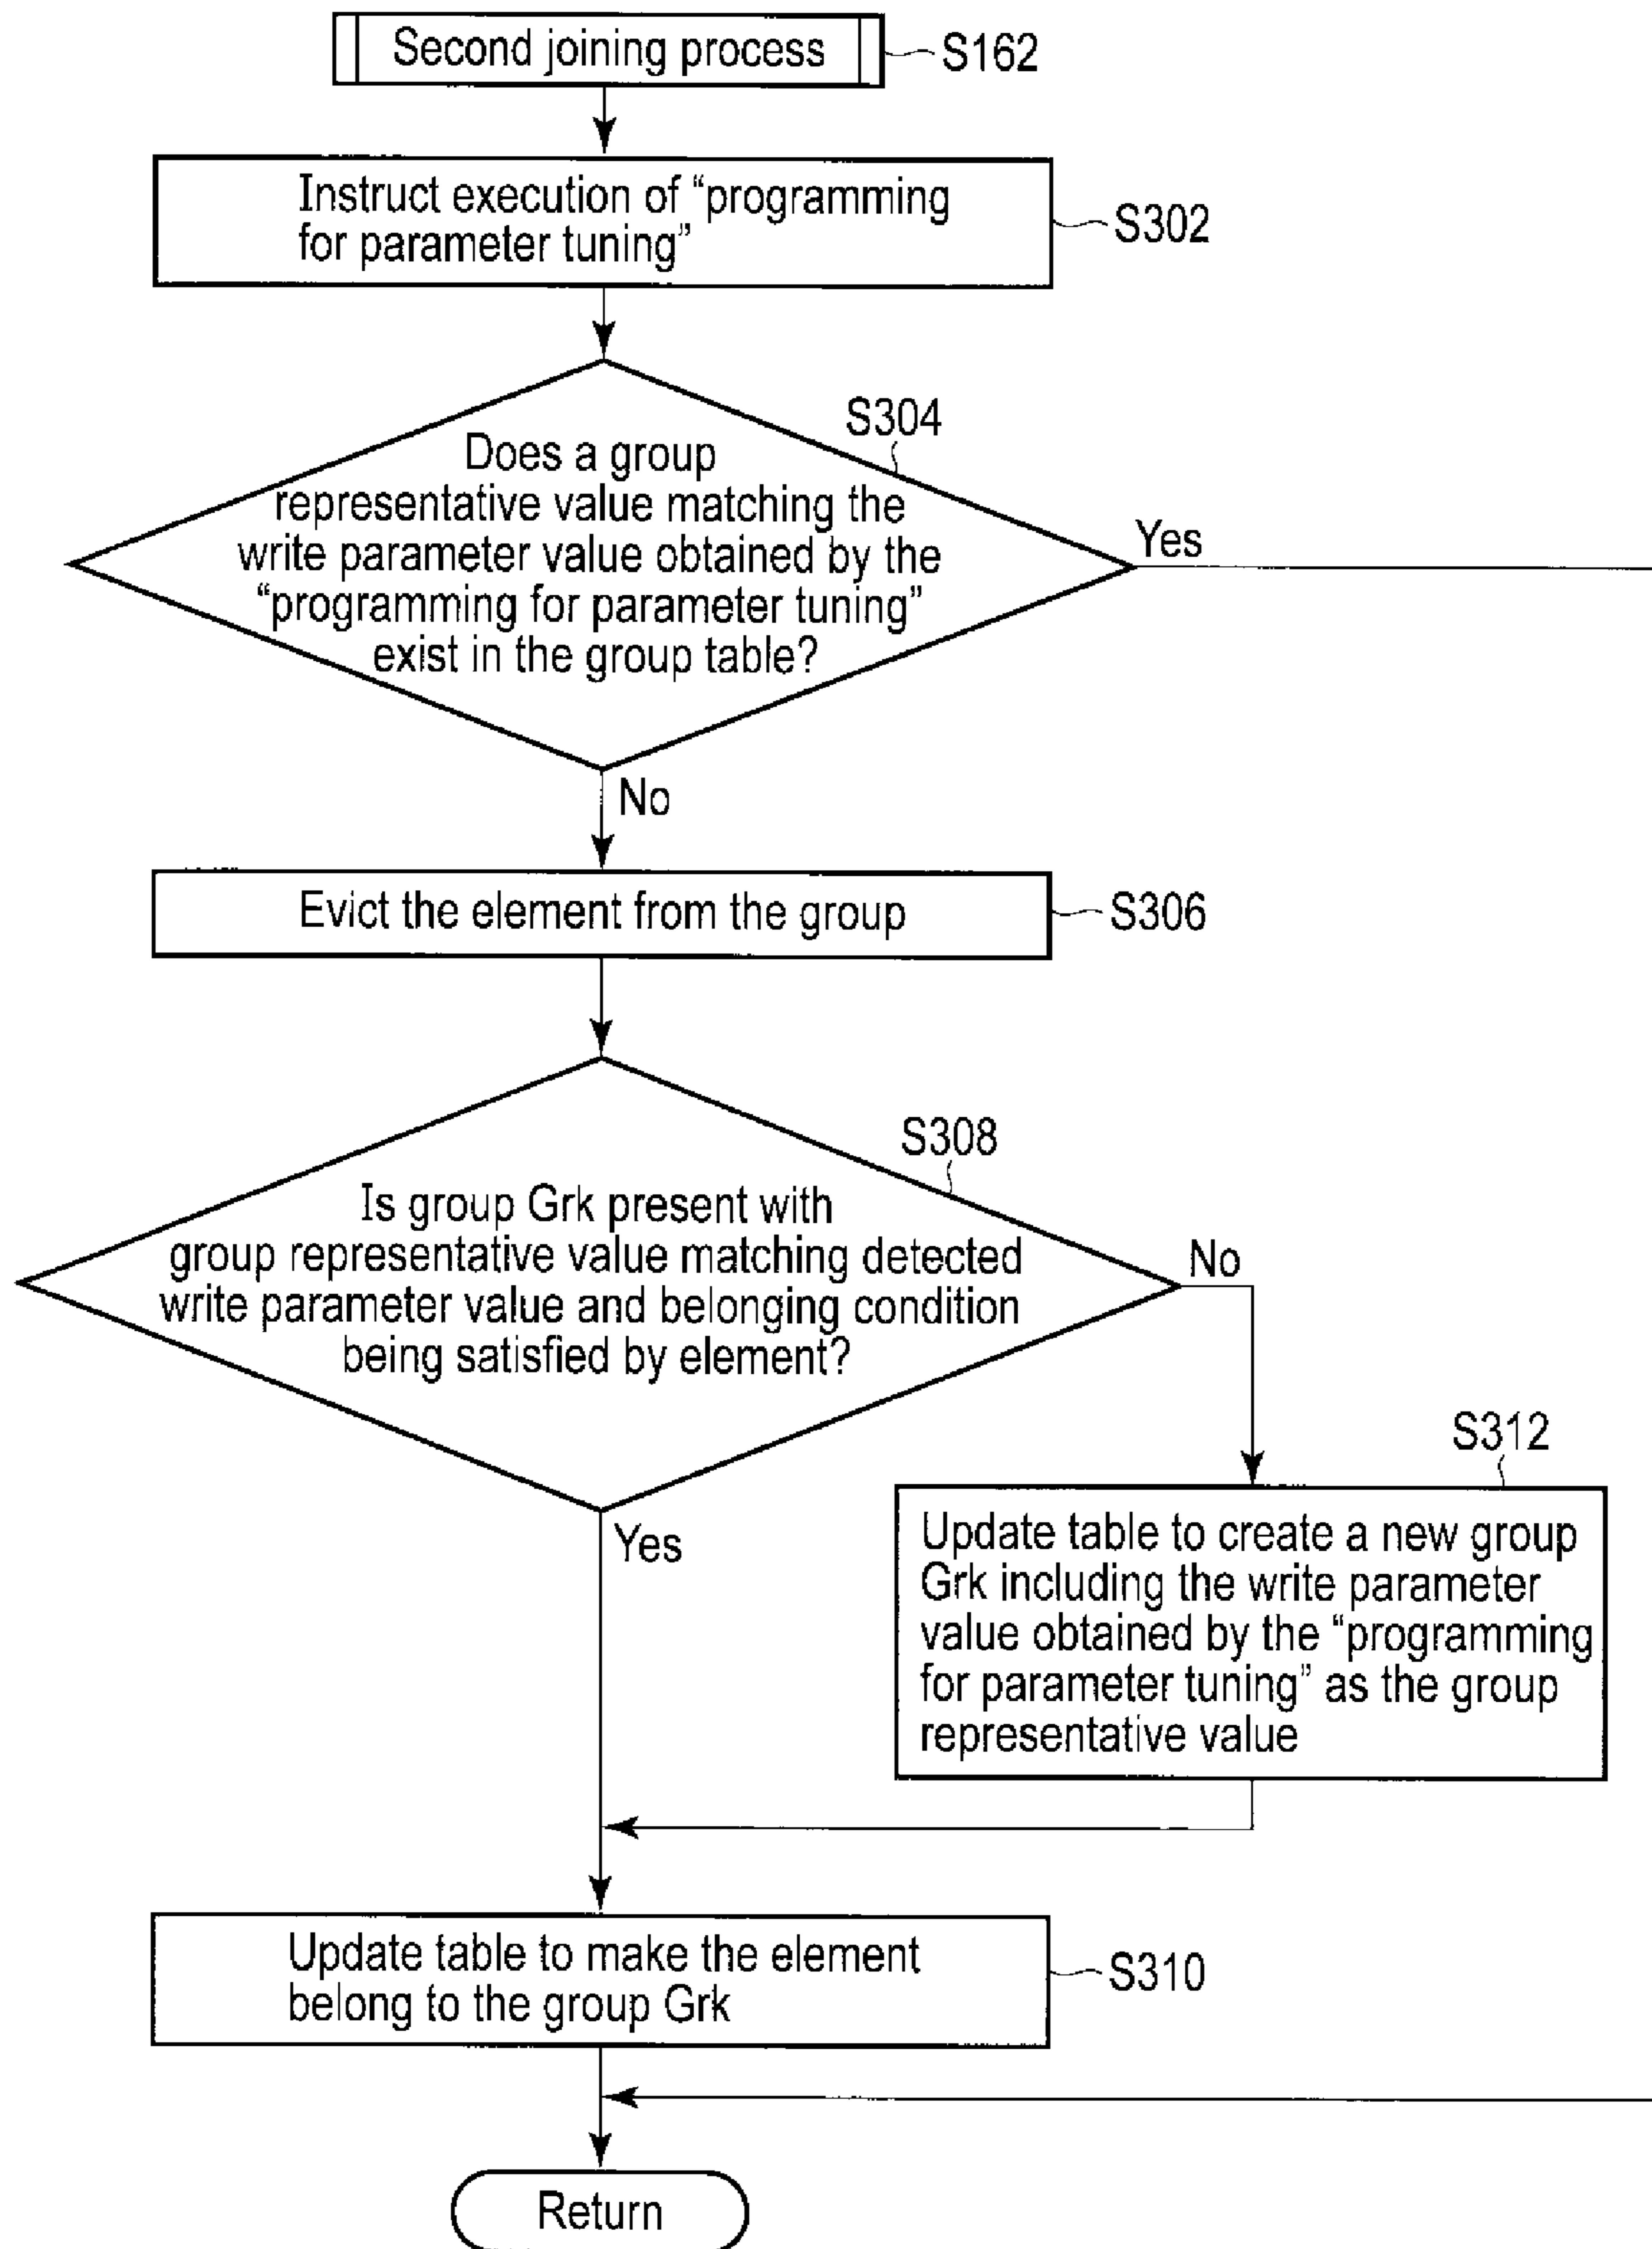 Second joining process
S162
Instruct execution of “programming
for parameter tuning”
S302
S304
Does a group
representative value matching the
write parameter value obtained by the
“programming for parameter tuning”
exist in the group table?
Yes
No
Evict the element from the group
S306
S308
Is group Grk present with
group representative value matching detected
write parameter value and belonging condition
being satisfied by element?
No
Yes
S312
Update table to create a new group
Grk including the write parameter
value obtained by the “programming
for parameter tuning” as the group
representative value
Update table to make the element
belong to the group Grk
S310
Return